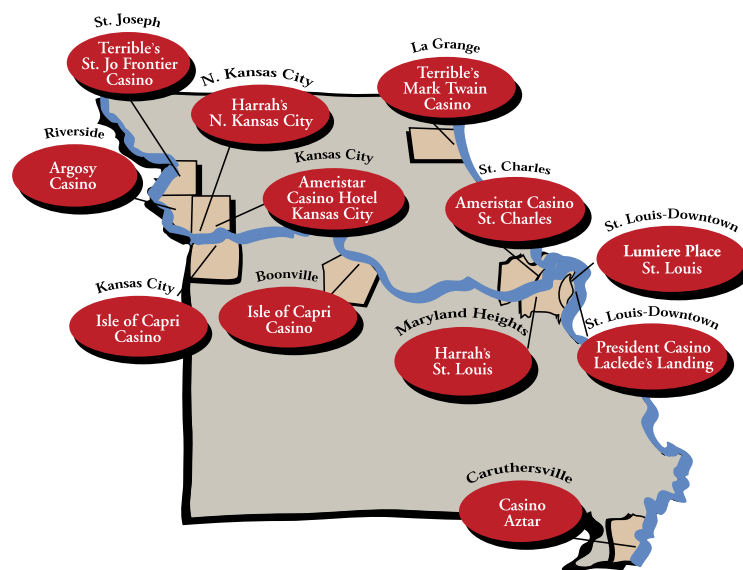 St. Joseph
Terrible's
St. Jo Frontier
Casino
N. Kansas City
Harrah's
N. Kansas City
La Grange
Terrible's
Mark Twain
Casino
Riverside
Argosy
Casino
Kansas City
Ameristar
Casino Hotel
Kansas City
St. Charles
Ameristar Casino
St. Charles
St. Louis-Downtown
Lumiere Place
St. Louis
Kansas City
Isle of Capri
Casino
Boonville
Isle of Capri
Casino
Maryland Heights
Harrah's
St. Louis
St. Louis-Downtown
President Casino
Laclede's Landing
Caruthersville
Casino
Aztar